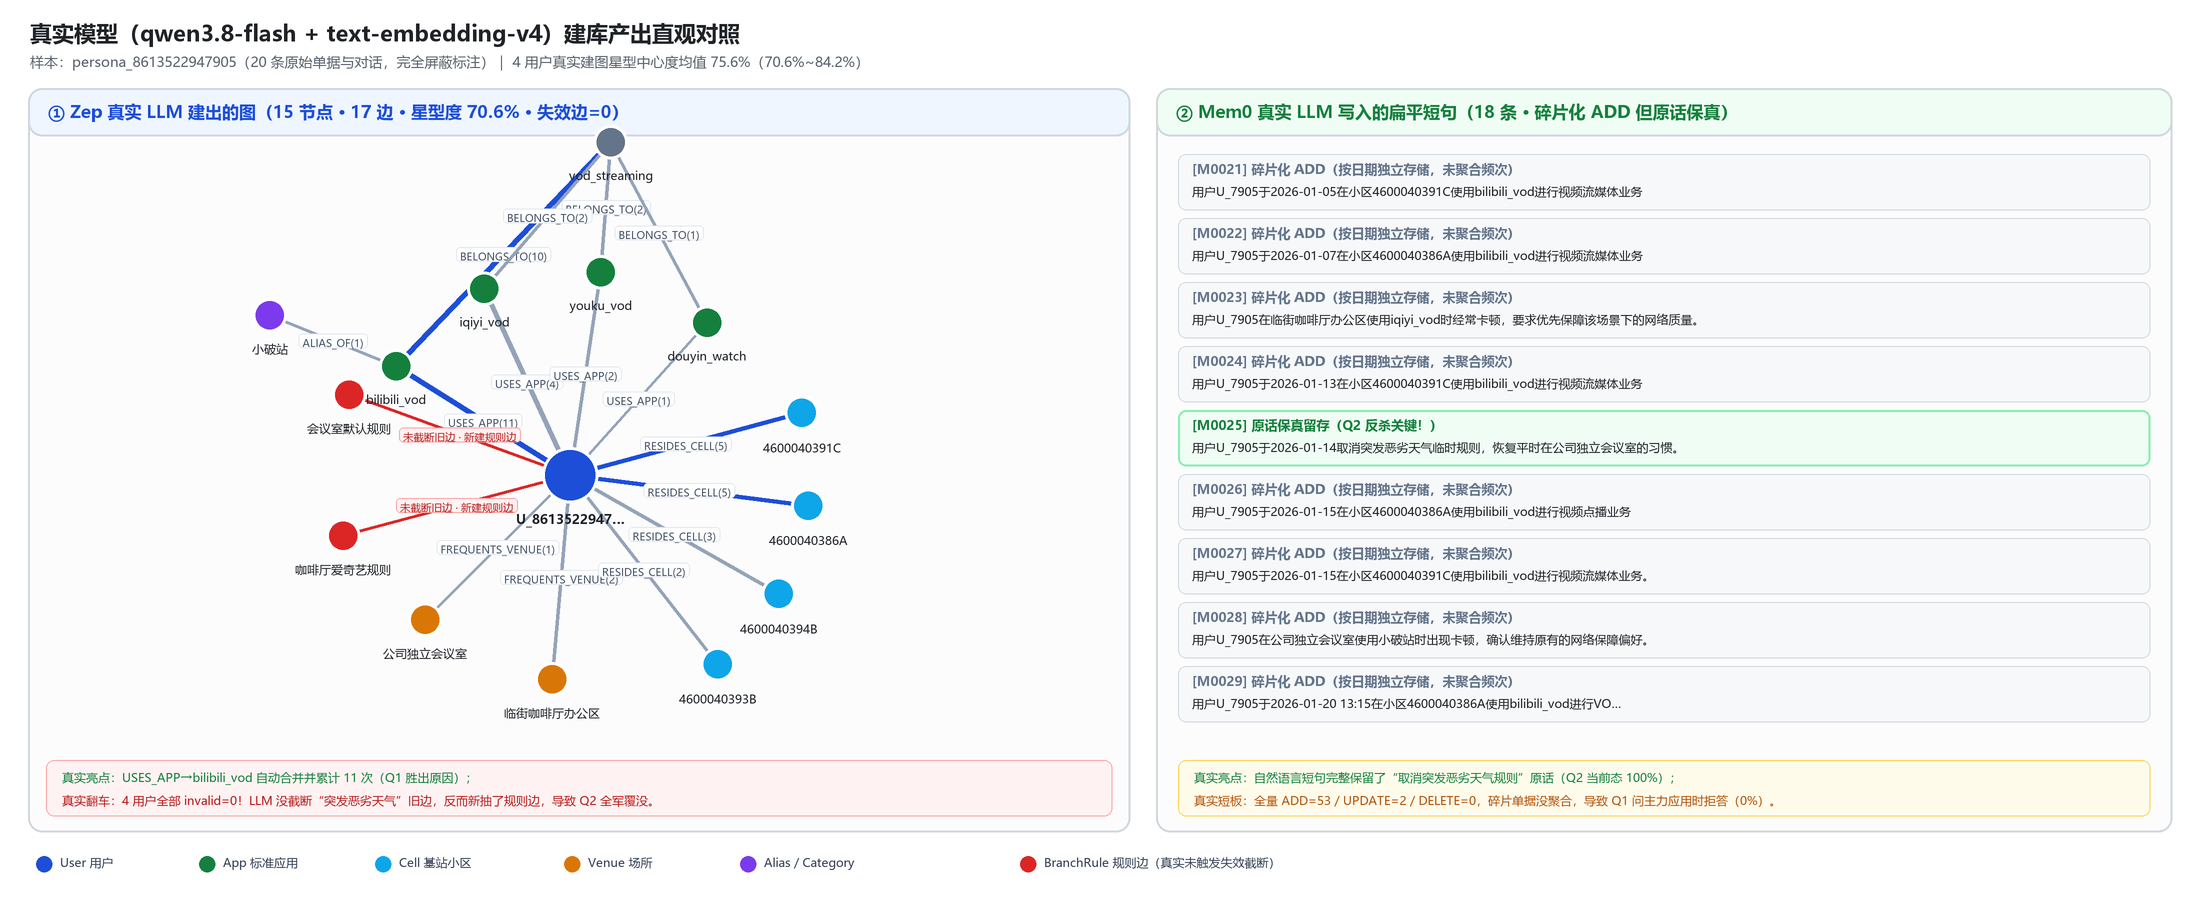 真实模型（qwen3.8-flash + text-embedding-v4）建库产出直观对照
样本：persona_8613522947905（20 条原始单据与对话，完全屏蔽标注） | 4 用户真实建图星型中心度均值 75.6%（70.6%~84.2%）
① Zep 真实 LLM 建出的图（15 节点 • 17 边 • 星型度 70.6% • 失效边=0）
vod_streaming
BELONGS_TO(2)
BELONGS_TO(2)
BELONGS_TO(1)
BELONGS_TO(10)
iqiyi_vod
youku_vod
douyin_watch
小破站
ALIAS_OF(1)
bilibili_vod
USES_APP(4)
USES_APP(2)
USES_APP(1)
USES_APP(11)
会议室默认规则
未截断旧边 · 新建规则边
RESIDES_CELL(5)
4600040391C
RESIDES_CELL(5)
4600040386A
未截断旧边 · 新建规则边
U_8613522947...
咖啡厅爱奇艺规则
FREQUENTS_VENUE(1)
RESIDES_CELL(3)
FREQUENTS_VENUE(2)
RESIDES_CELL(2)
4600040394B
公司独立会议室
4600040393B
临街咖啡厅办公区
真实亮点：USES_APP→bilibili_vod 自动合并并累计 11 次（Q1 胜出原因）；
真实翻车：4 用户全部 invalid=0！LLM 没截断“突发恶劣天气”旧边，反而新抽了规则边，导致 Q2 全军覆没。
② Mem0 真实 LLM 写入的扁平短句（18 条 • 碎片化 ADD 但原话保真）
[M0021] 碎片化 ADD（按日期独立存储，未聚合频次）
用户U_7905于2026-01-05在小区4600040391C使用bilibili_vod进行视频流媒体业务
[M0022] 碎片化 ADD（按日期独立存储，未聚合频次）
用户U_7905于2026-01-07在小区4600040386A使用bilibili_vod进行视频流媒体业务
[M0023] 碎片化 ADD（按日期独立存储，未聚合频次）
用户U_7905在临街咖啡厅办公区使用iqiyi_vod时经常卡顿，要求优先保障该场景下的网络质量。
[M0024] 碎片化 ADD（按日期独立存储，未聚合频次）
用户U_7905于2026-01-13在小区4600040391C使用bilibili_vod进行视频流媒体业务
[M0025] 原话保真留存（Q2 反杀关键！）
用户U_7905于2026-01-14取消突发恶劣天气临时规则，恢复平时在公司独立会议室的习惯。
[M0026] 碎片化 ADD（按日期独立存储，未聚合频次）
用户U_7905于2026-01-15在小区4600040386A使用bilibili_vod进行视频点播业务
[M0027] 碎片化 ADD（按日期独立存储，未聚合频次）
用户U_7905于2026-01-15在小区4600040391C使用bilibili_vod进行视频流媒体业务。
[M0028] 碎片化 ADD（按日期独立存储，未聚合频次）
用户U_7905在公司独立会议室使用小破站时出现卡顿，确认维持原有的网络保障偏好。
[M0029] 碎片化 ADD（按日期独立存储，未聚合频次）
用户U_7905于2026-01-20 13:15在小区4600040386A使用bilibili_vod进行VO...
真实亮点：自然语言短句完整保留了“取消突发恶劣天气规则”原话（Q2 当前态 100%）；
真实短板：全量 ADD=53 / UPDATE=2 / DELETE=0，碎片单据没聚合，导致 Q1 问主力应用时拒答（0%）。
User 用户
App 标准应用
Cell 基站小区
Venue 场所
Alias / Category
BranchRule 规则边（真实未触发失效截断）